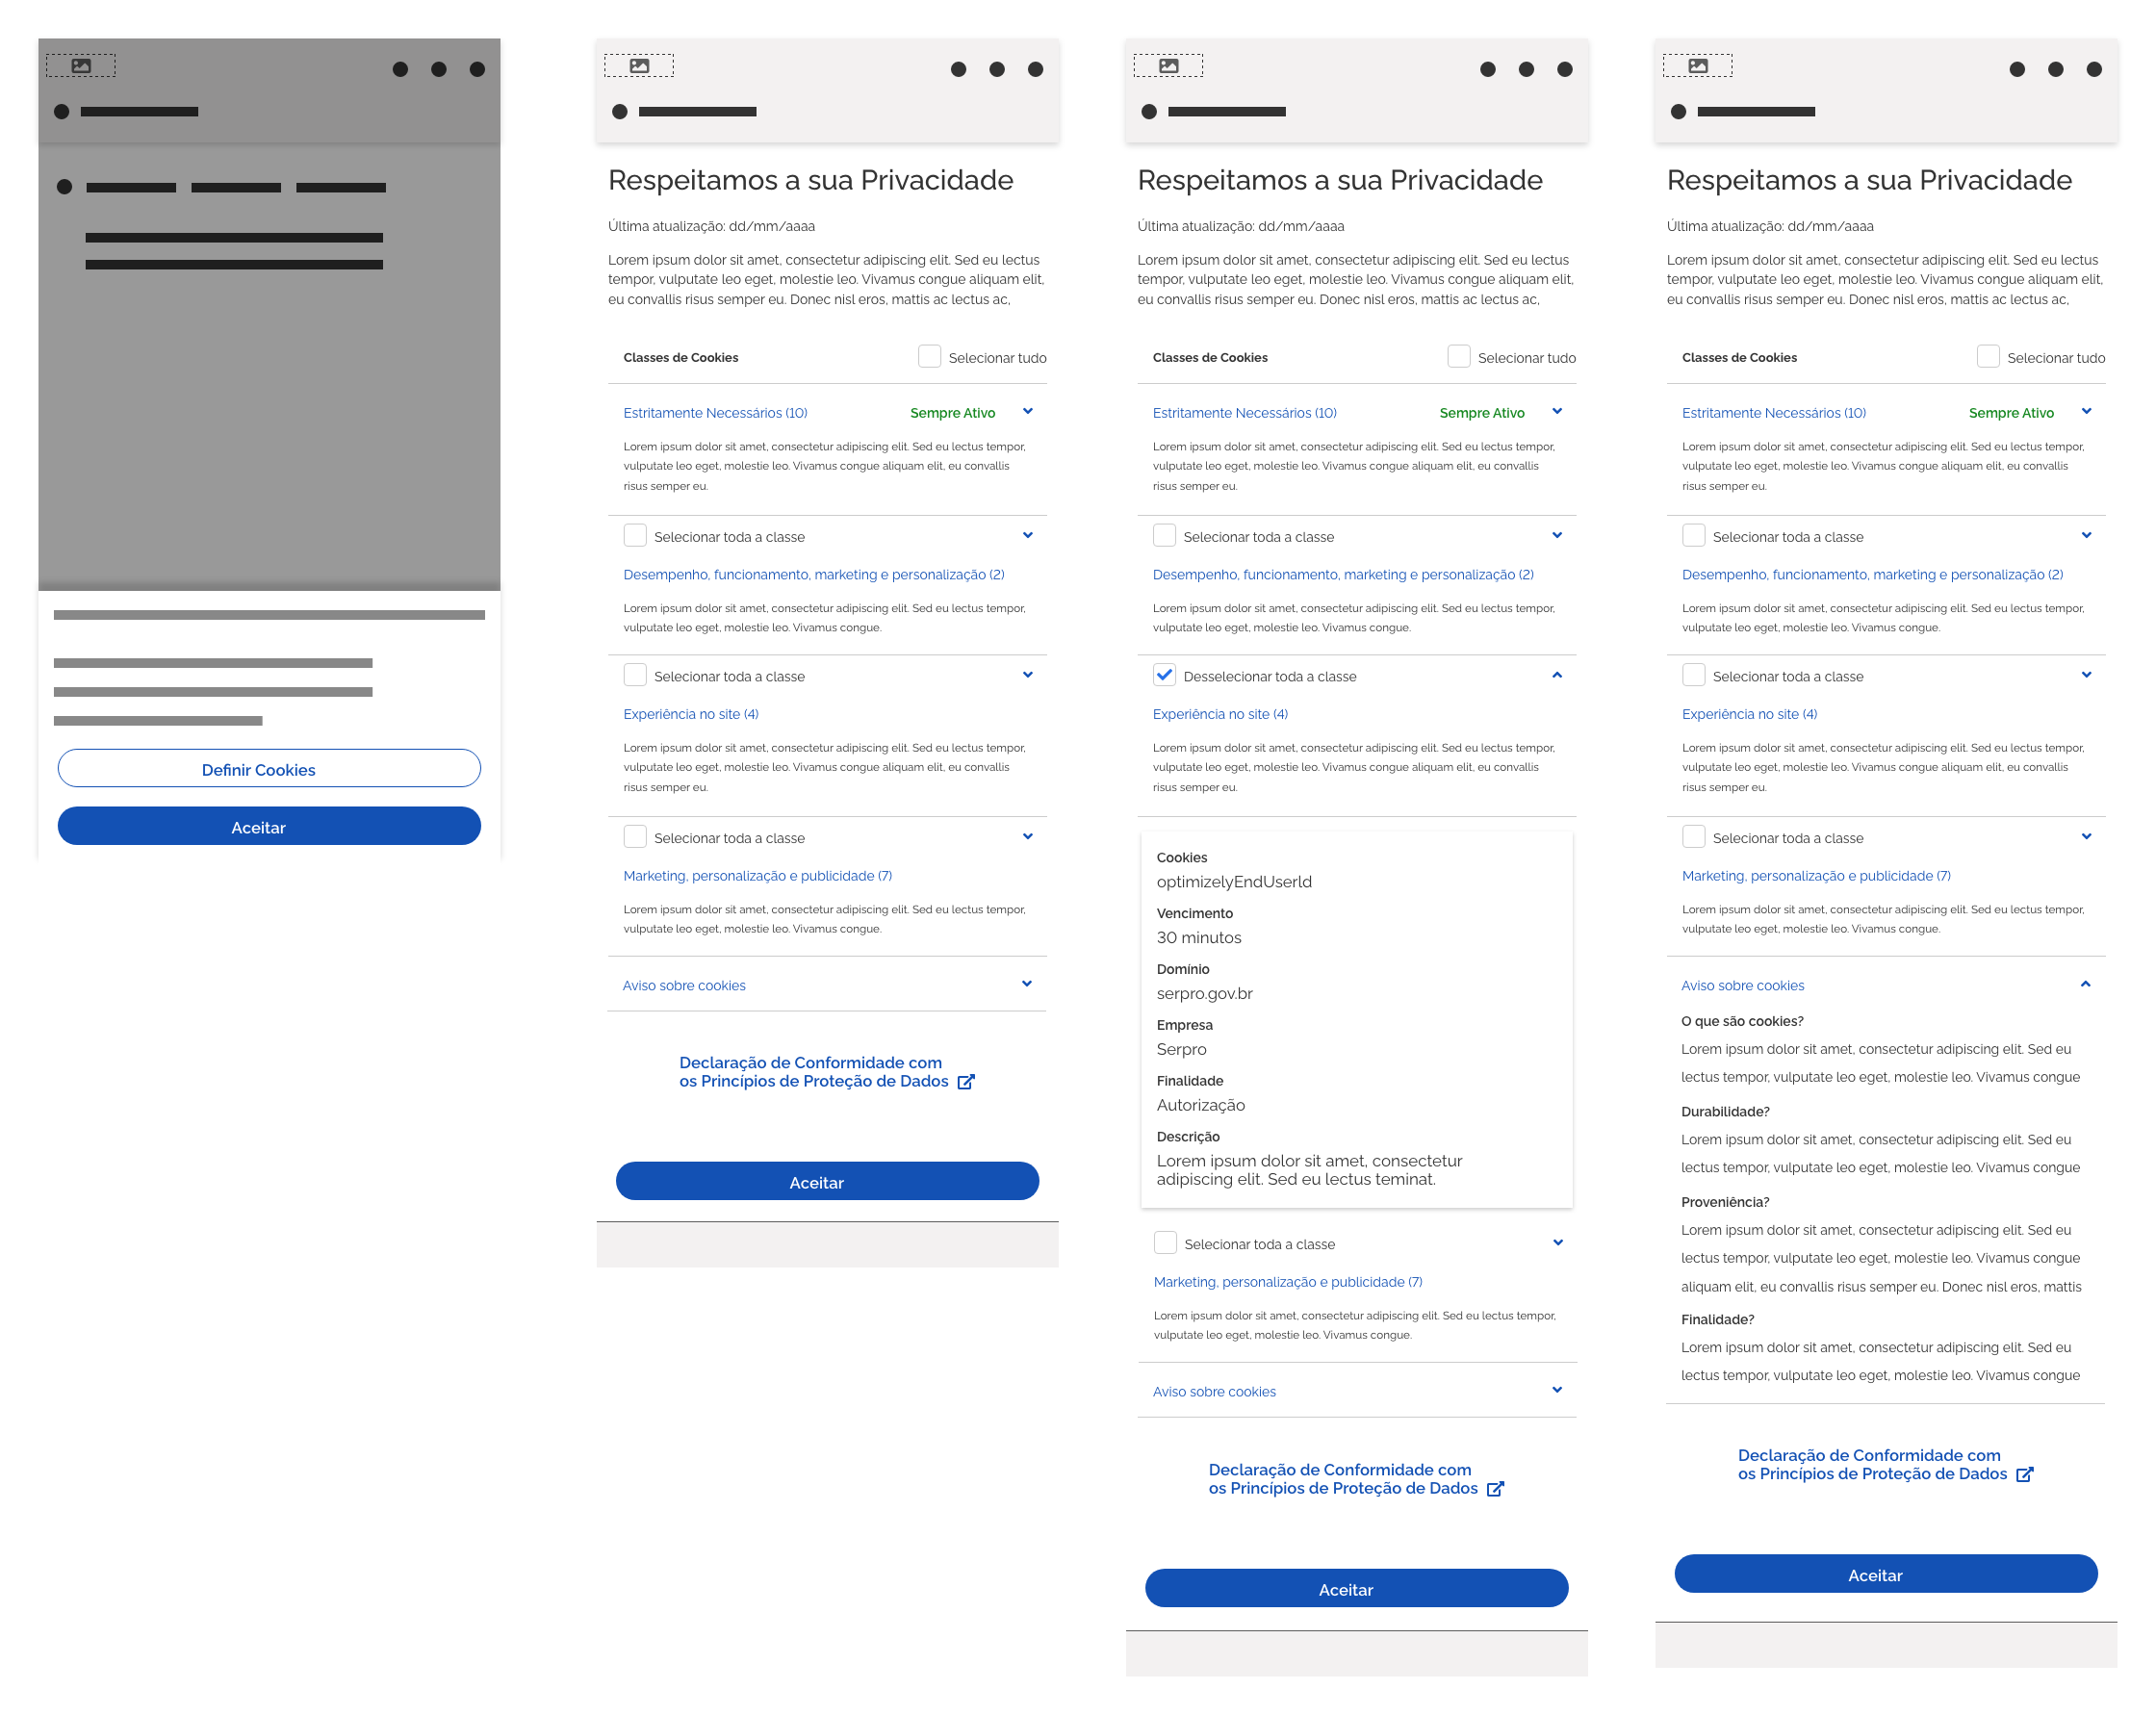 Definir Cookies
Aceitar
Respeitamos a sua Privacidade
Última atualização: dd/mm/aaaa
Lorem ipsum dolor sit amet, consectetur adipiscing elit. Sed eu lectus
tempor, vulputate leo eget, molestie leo. Vivamus congue aliquam elit,
eu convallis risus semper eu. Donec nisl eros, mattis ac lectus ac,
Classes de Cookies
Selecionar tudo
Estritamente Necessários (10)
Sempre Ativo
Lorem ipsum dolor sit amet, consectetur adipiscing elit. Sed eu lectus tempor,
vulputate leo eget, molestie leo. Vivamus congue aliquam elit, eu convallis
risus semper eu.
Selecionar toda a classe
Desempenho, funcionamento, marketing e personalização (2)
Lorem ipsum dolor sit amet, consectetur adipiscing elit. Sed eu lectus tempor,
vulputate leo eget, molestie leo. Vivamus congue.
Selecionar toda a classe
Experiência no site (4)
Lorem ipsum dolor sit amet, consectetur adipiscing elit. Sed eu lectus tempor,
vulputate leo eget, molestie leo. Vivamus congue aliquam elit, eu convallis
risus semper eu.
Selecionar toda a classe
Marketing, personalização e publicidade (7)
Lorem ipsum dolor sit amet, consectetur adipiscing elit. Sed eu lectus tempor,
vulputate leo eget, molestie leo. Vivamus congue.
Aviso sobre cookies
Declaração de Conformidade com
os Princípios de Proteção de Dados
Aceitar
Respeitamos a sua Privacidade
Última atualização: dd/mm/aaaa
Lorem ipsum dolor sit amet, consectetur adipiscing elit. Sed eu lectus
tempor, vulputate leo eget, molestie leo. Vivamus congue aliquam elit,
eu convallis risus semper eu. Donec nisl eros, mattis ac lectus ac,
Classes de Cookies
Selecionar tudo
Estritamente Necessários (10)
Sempre Ativo
Lorem ipsum dolor sit amet, consectetur adipiscing elit. Sed eu lectus tempor,
vulputate leo eget, molestie leo. Vivamus congue aliquam elit, eu convallis
risus semper eu.
Selecionar toda a classe
Desempenho, funcionamento, marketing e personalização (2)
Lorem ipsum dolor sit amet, consectetur adipiscing elit. Sed eu lectus tempor,
vulputate leo eget, molestie leo. Vivamus congue.
Desselecionar toda a classe
Experiência no site (4)
Lorem ipsum dolor sit amet, consectetur adipiscing elit. Sed eu lectus tempor,
vulputate leo eget, molestie leo. Vivamus congue aliquam elit, eu convallis
risus semper eu.
Cookies
optimizelyEndUserId
Vencimento
30 minutos
Domínio
serpro.gov.br
Empresa
Serpro
Finalidade
Autorização
Descrição
Lorem ipsum dolor sit amet, consectetur
adipiscing elit. Sed eu lectus teminat.
Selecionar toda a classe
Marketing, personalização e publicidade (7)
Lorem ipsum dolor sit amet, consectetur adipiscing elit. Sed eu lectus tempor,
vulputate leo eget, molestie leo. Vivamus congue.
Aviso sobre cookies
Declaração de Conformidade com
os Princípios de Proteção de Dados
Aceitar
Respeitamos a sua Privacidade
Última atualização: dd/mm/aaaa
Lorem ipsum dolor sit amet, consectetur adipiscing elit. Sed eu lectus
tempor, vulputate leo eget, molestie leo. Vivamus congue aliquam elit,
eu convallis risus semper eu. Donec nisl eros, mattis ac lectus ac,
Classes de Cookies
Selecionar tudo
Estritamente Necessários (10)
Sempre Ativo
Lorem ipsum dolor sit amet, consectetur adipiscing elit. Sed eu lectus tempor,
vulputate leo eget, molestie leo. Vivamus congue aliquam elit, eu convallis
risus semper eu.
Selecionar toda a classe
Desempenho, funcionamento, marketing e personalização (2)
Lorem ipsum dolor sit amet, consectetur adipiscing elit. Sed eu lectus tempor,
vulputate leo eget, molestie leo. Vivamus congue.
Selecionar toda a classe
Experiência no site (4)
Lorem ipsum dolor sit amet, consectetur adipiscing elit. Sed eu lectus tempor,
vulputate leo eget, molestie leo. Vivamus congue aliquam elit, eu convallis
risus semper eu.
Selecionar toda a classe
Marketing, personalização e publicidade (7)
Lorem ipsum dolor sit amet, consectetur adipiscing elit. Sed eu lectus tempor,
vulputate leo eget, molestie leo. Vivamus congue.
Aviso sobre cookies
O que são cookies?
Lorem ipsum dolor sit amet, consectetur adipiscing elit. Sed eu
lectus tempor, vulputate leo eget, molestie leo. Vivamus congue
Durabilidade?
Lorem ipsum dolor sit amet, consectetur adipiscing elit. Sed eu
lectus tempor, vulputate leo eget, molestie leo. Vivamus congue
Proveniência?
Lorem ipsum dolor sit amet, consectetur adipiscing elit. Sed eu
lectus tempor, vulputate leo eget, molestie leo. Vivamus congue
aliquam elit, eu convallis risus semper eu. Donec nisl eros, mattis
Finalidade?
Lorem ipsum dolor sit amet, consectetur adipiscing elit. Sed eu
lectus tempor, vulputate leo eget, molestie leo. Vivamus congue
Declaração de Conformidade com
os Princípios de Proteção de Dados
Aceitar